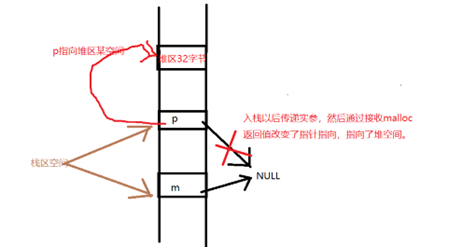 p指向堆区某空间
堆区32字节
p
入栈以后传递实参，然后通过接收malloc
返回值改变了指针指向，指向了堆空间。
栈区空间
NULL
m